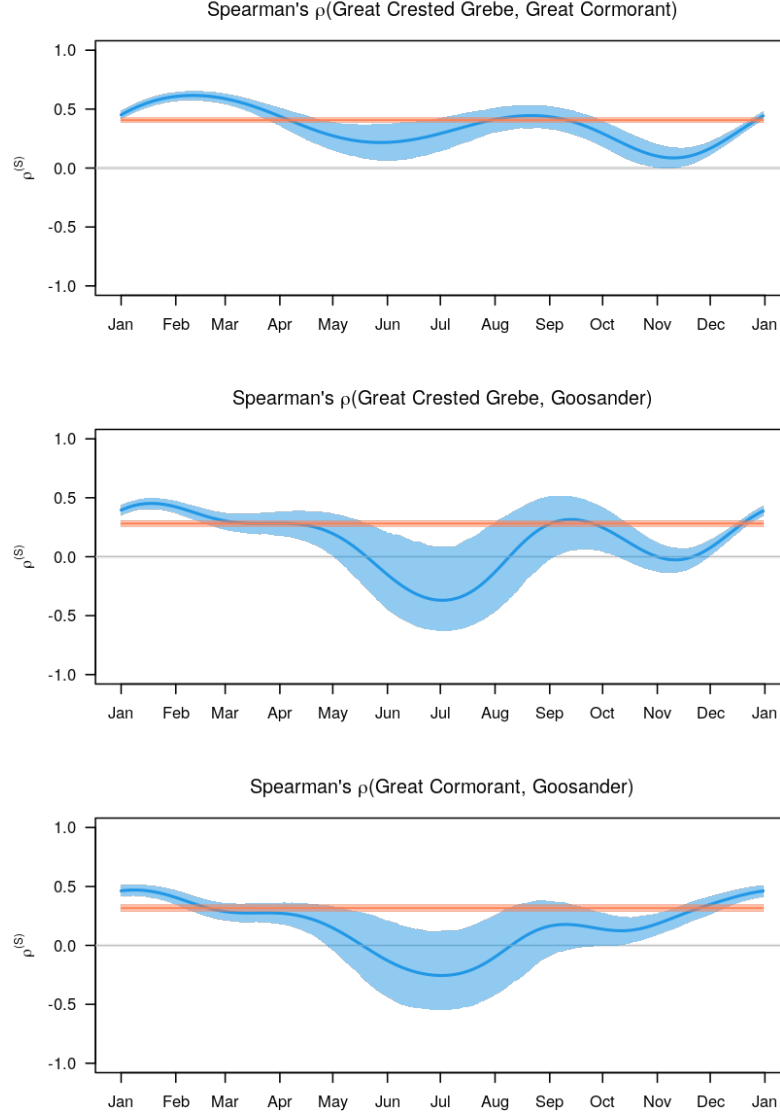 Spearman's ρ(Great Crested Grebe, Great Cormorant)
1.0
0.5
0.0
-0.5
-1.0
ρ(S)
Jan Feb Mar Apr May Jun Jul Aug Sep Oct Nov Dec Jan
Spearman's ρ(Great Crested Grebe, Goosander)
1.0
0.5
0.0
-0.5
-1.0
ρ(S)
Jan Feb Mar Apr May Jun Jul Aug Sep Oct Nov Dec Jan
Spearman's ρ(Great Cormorant, Goosander)
1.0
0.5
0.0
-0.5
-1.0
ρ(S)
Jan Feb Mar Apr May Jun Jul Aug Sep Oct Nov Dec Jan